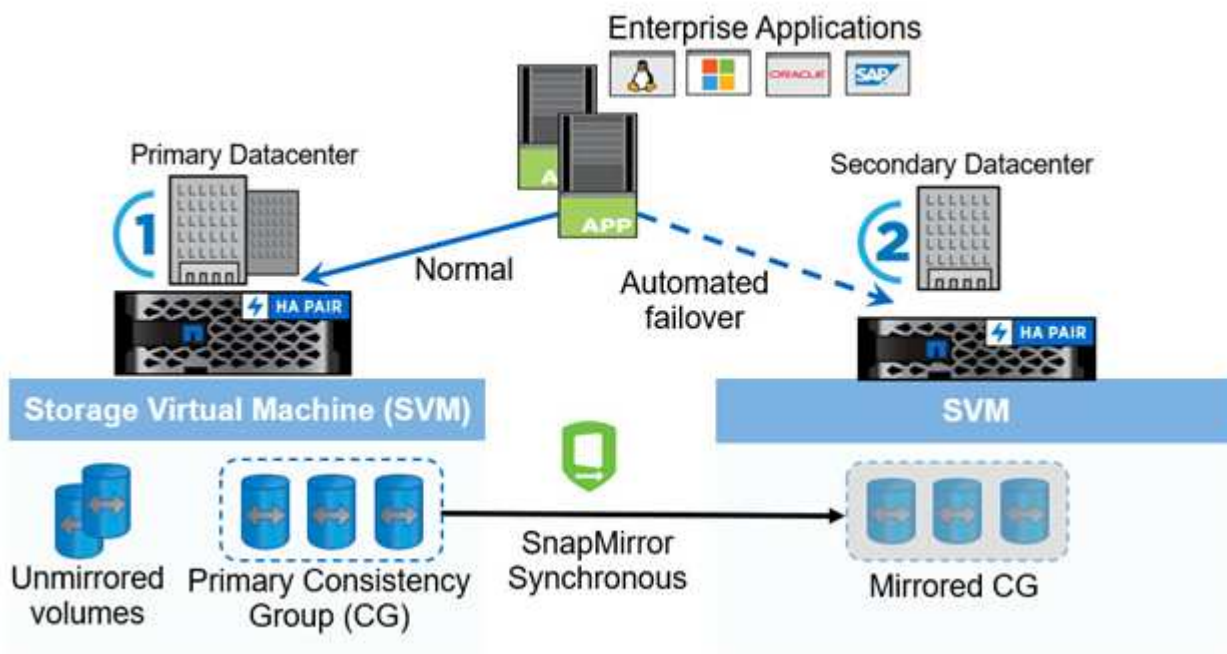 Enterprise Applications
ORACLE
SAP
Primary Datacenter
Secondary Datacenter
1
A
APP
2
Normal
Automated
failover
HA PAIR
HA PAIR
Storage Virtual Machine (SVM)
SVM
SnapMirror
Synchronous
Unmirrored
volumes
Primary Consistency
Group (CG)
Mirrored CG